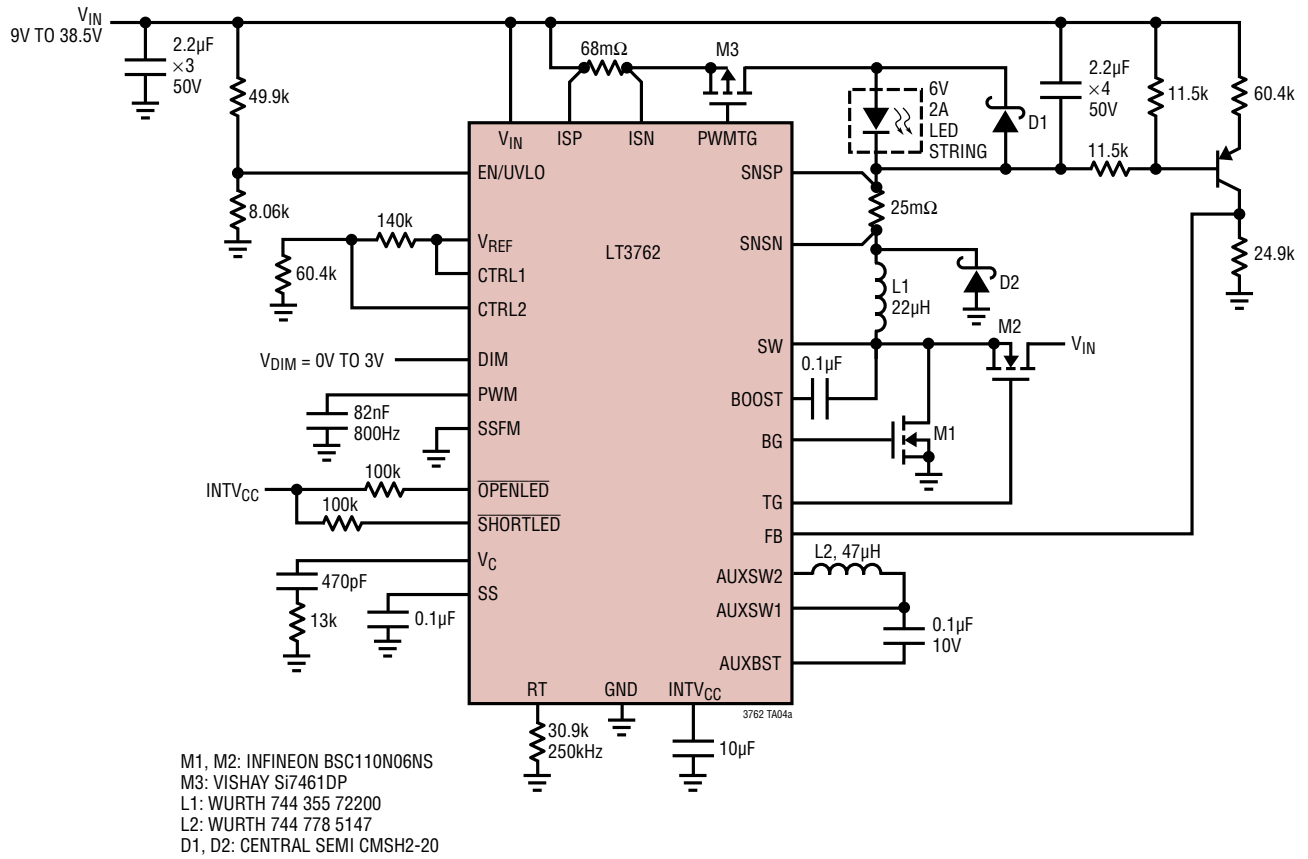 VIN
9V TO 38.5V
2.2µF
×3
50V
49.9k
8.06k
68mΩ
M3
6V
2A
LED
STRING
D1
2.2µF
×4
50V
11.5k
60.4k
11.5k
24.9k
VIN
ISP
ISN
PWMTG
EN/UVLO
SNSP
25mΩ
SNSN
140k
60.4k
VREF
CTRL1
CTRL2
LT3762
L1
22µH
D2
M2
VIN
SW
0.1µF
BOOST
BG
M1
TG
FB
VDIM = 0V TO 3V
DIM
PWM
82nF
800Hz
SSFM
INTVCC
100k
OPENLED
100k
SHORTLED
VC
470pF
13k
SS
0.1µF
AUXSW2
L2, 47µH
AUXSW1
0.1µF
10V
AUXBST
RT
GND
INTVCC
3762 TA04a
30.9k
250kHz
10µF
M1, M2: INFINEON BSC110N06NS
M3: VISHAY Si7461DP
L1: WURTH 744 355 72200
L2: WURTH 744 778 5147
D1, D2: CENTRAL SEMI CMSH2-20